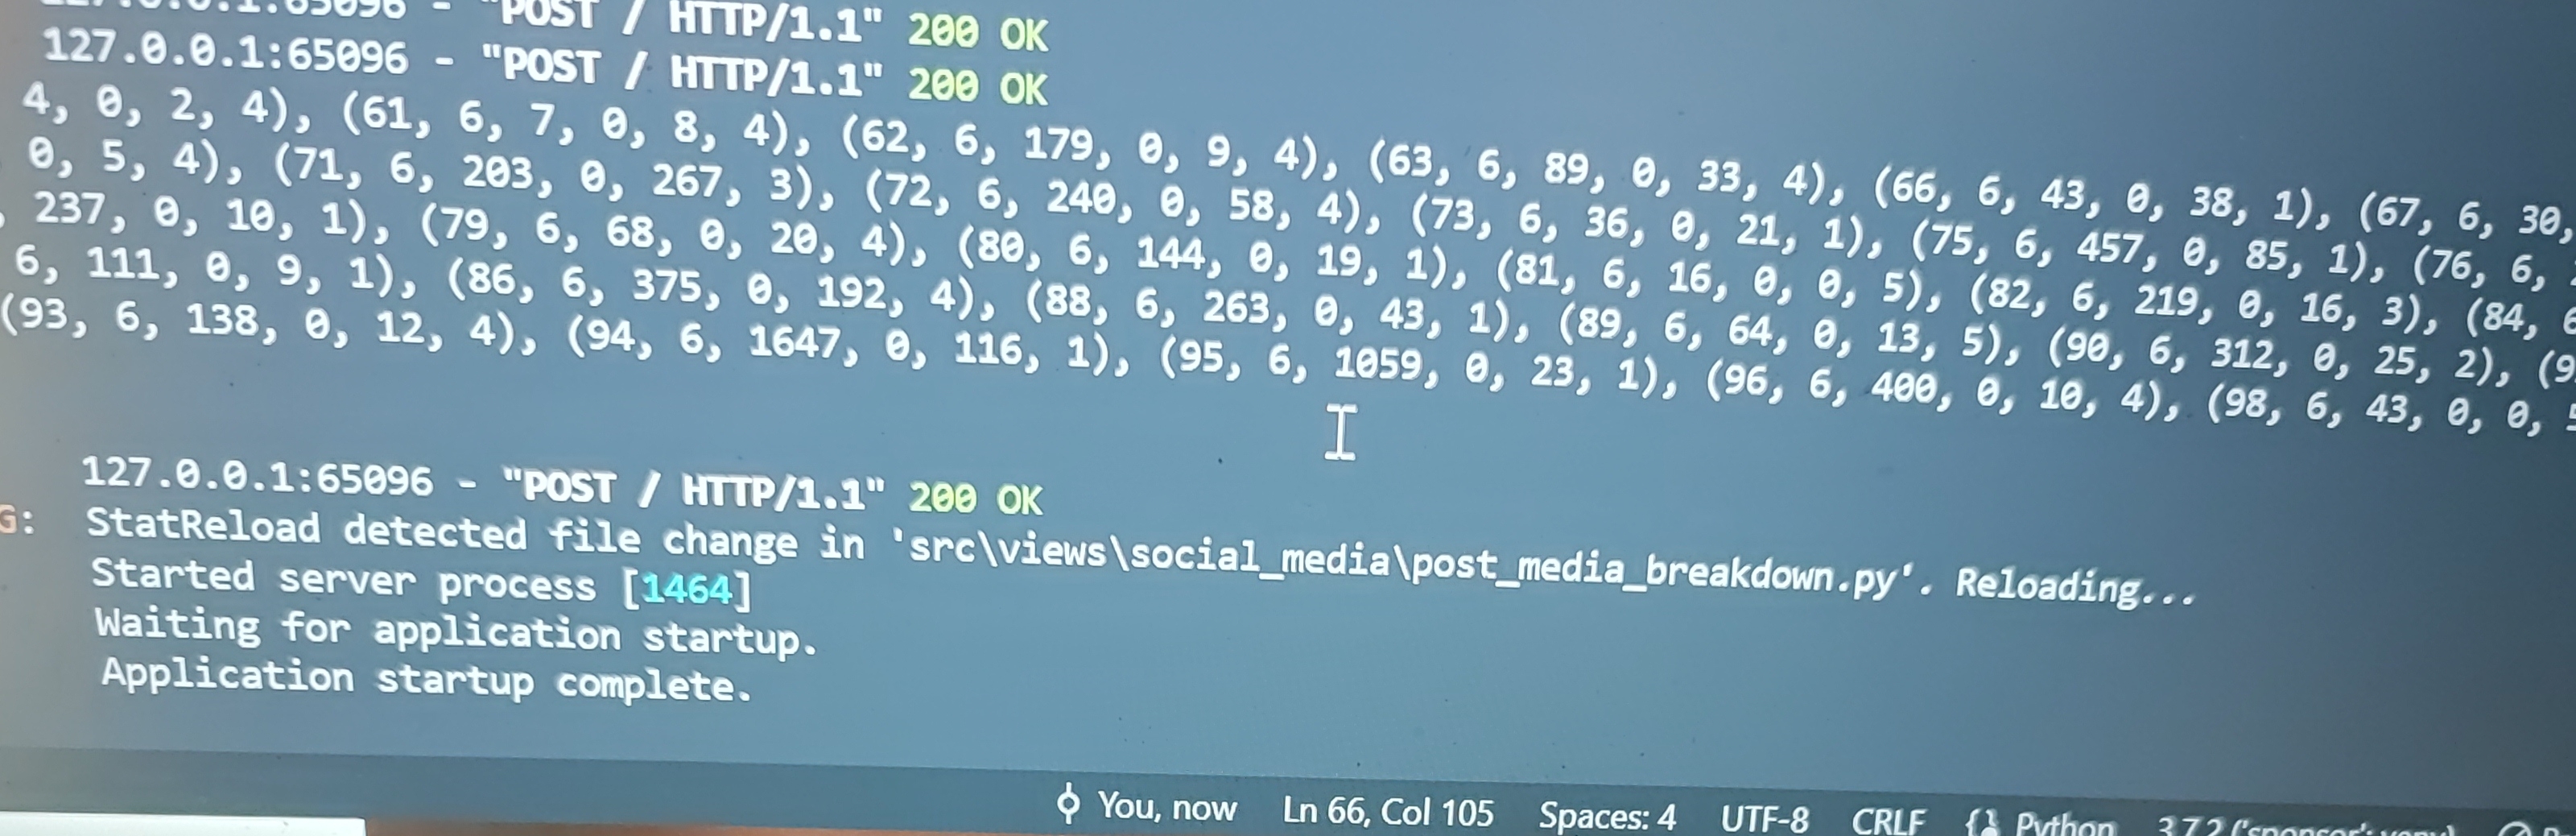 127.0.0.1:65096 - "POST / HTTP/1.1" 200 OK
127.0.0.1:65096 - "POST / HTTP/1.1" 200 OK
4, 0, 2, 4), (61, 6, 7, 0, 8, 4), (62, 6, 179, 0, 9, 4), (63, 6, 89, 0, 33, 4), (66, 6, 43, 0, 38, 1), (67, 6, 30,
0, 5, 4), (71, 6, 203, 0, 267, 3), (72, 6, 240, 0, 58, 4), (73, 6, 36, 0, 21, 1), (75, 6, 457, 0, 85, 1), (76, 6,
, 237, 0, 10, 1), (79, 6, 68, 0, 20, 4), (80, 6, 144, 0, 19, 1), (81, 6, 16, 0, 0, 5), (82, 6, 219, 0, 16, 3), (84, 6
6, 111, 0, 9, 1), (86, 6, 375, 0, 192, 4), (88, 6, 263, 0, 43, 1), (89, 6, 64, 0, 13, 5), (90, 6, 312, 0, 25, 2), (9
(93, 6, 138, 0, 12, 4), (94, 6, 1647, 0, 116, 1), (95, 6, 1059, 0, 23, 1), (96, 6, 400, 0, 10, 4), (98, 6, 43, 0, 0,
127.0.0.1:65096 - "POST / HTTP/1.1" 200 OK
G: StatReload detected file change in 'src\views\social_media\post_media_breakdown.py'. Reloading...
Started server process [1464]
Waiting for application startup.
Application startup complete.
You, now Ln 66, Col 105 Spaces: 4 UTF-8 CRLF {} Python 3.7.2 ('sponsor': venv)